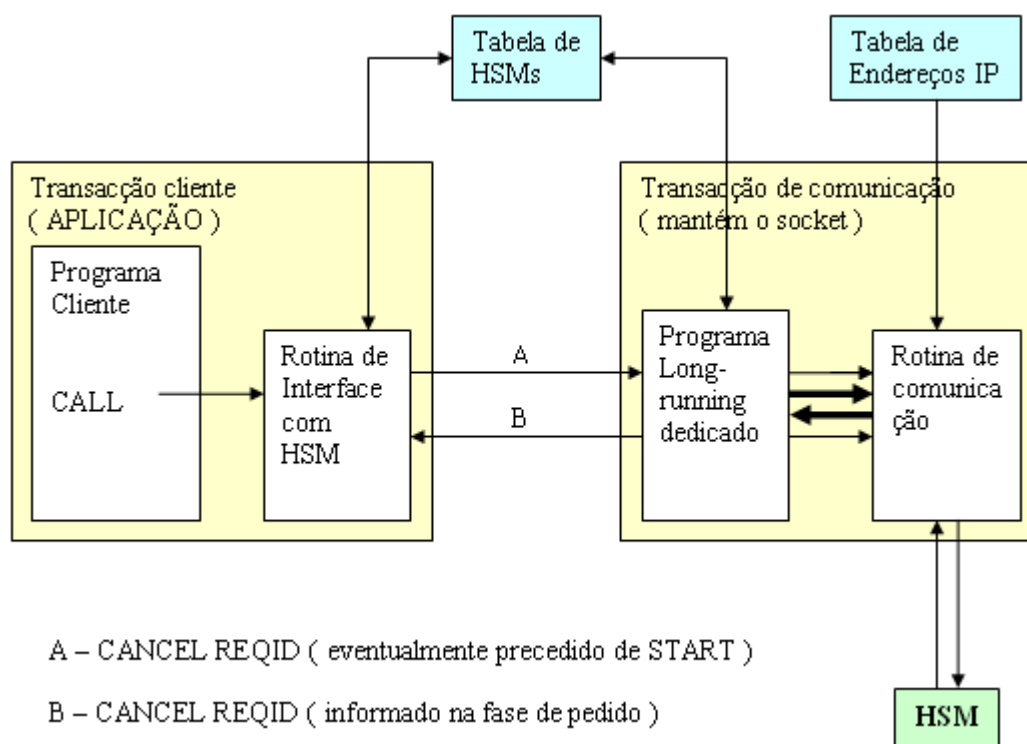 Tabela de
HSMs
Tabela de
Endereços IP
Transacção cliente
( APLICAÇÃO )
Programa
Cliente
CALL
Rotina de
Interface
com
HSM
A
B
Transacção de comunicação
( mantém o socket )
Programa
Long-
running
dedicado
Rotina de
comunica
ção
A – CANCEL REQID ( eventualmente precedido de START )
B – CANCEL REQID ( informado na fase de pedido )
HSM